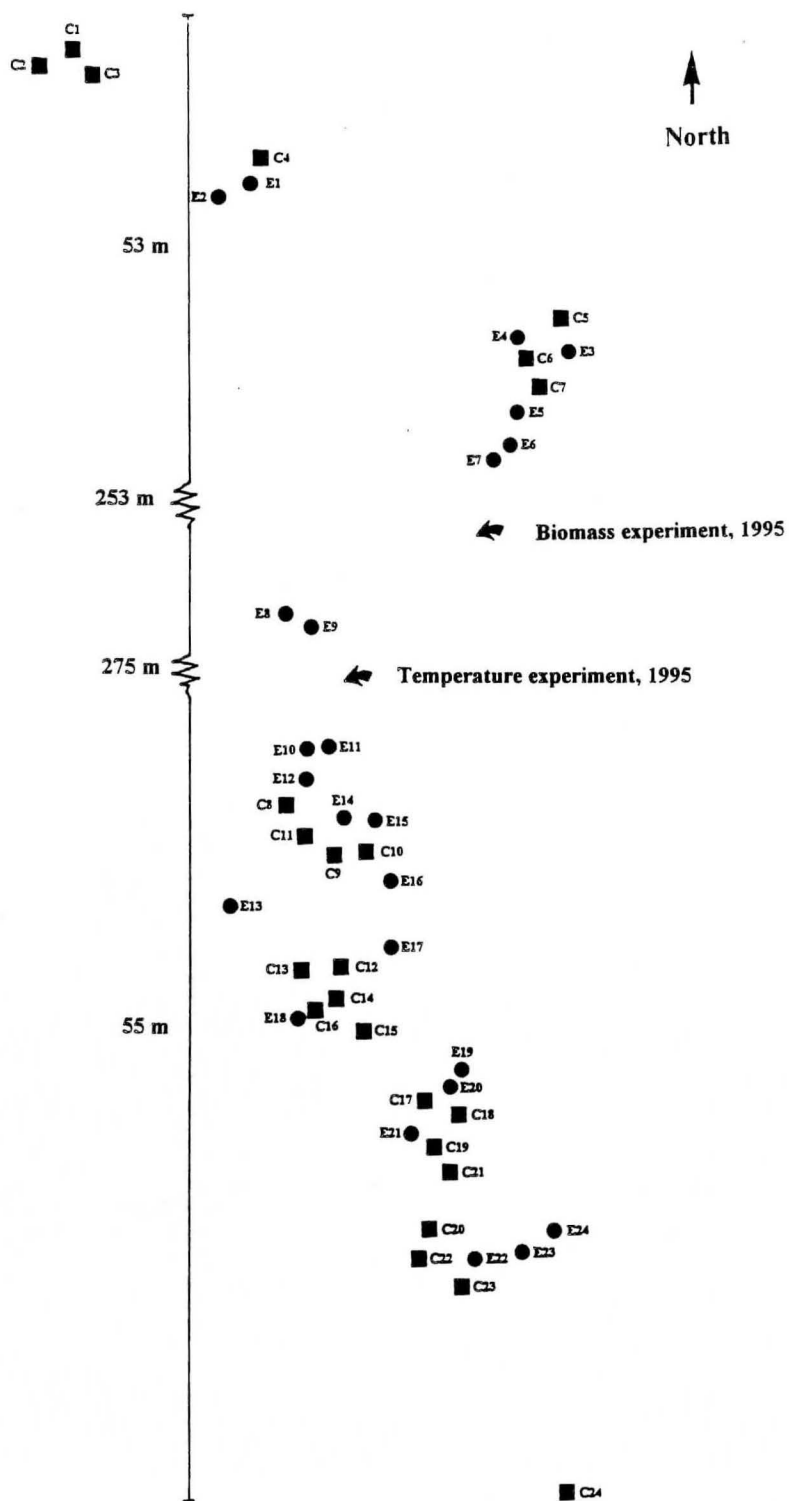 C1
C2
C3
North
C4
E1
E2
53 m
C5
E4
E3
C6
C7
E5
E6
E7
253 m
Biomass experiment, 1995
E8
E9
275 m
Temperature experiment, 1995
E10
E11
E12
C8
E14
E15
C11
C10
C9
E16
E13
E17
C13
C12
C14
E18
C16
C15
55 m
E19
E20
C17
C18
E21
C19
C21
C20
E24
C22
E22
E23
C23
C24